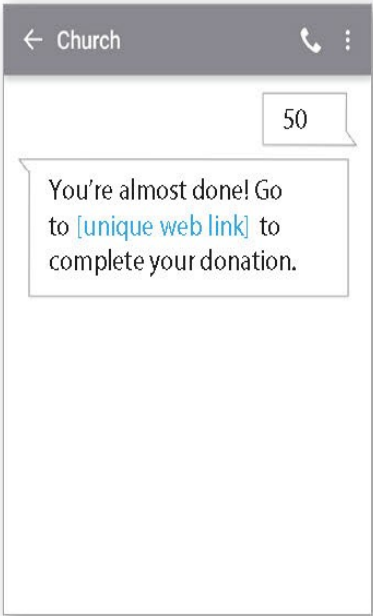 Church
50
You're almost done! Go
to [unique web link] to
complete your donation.